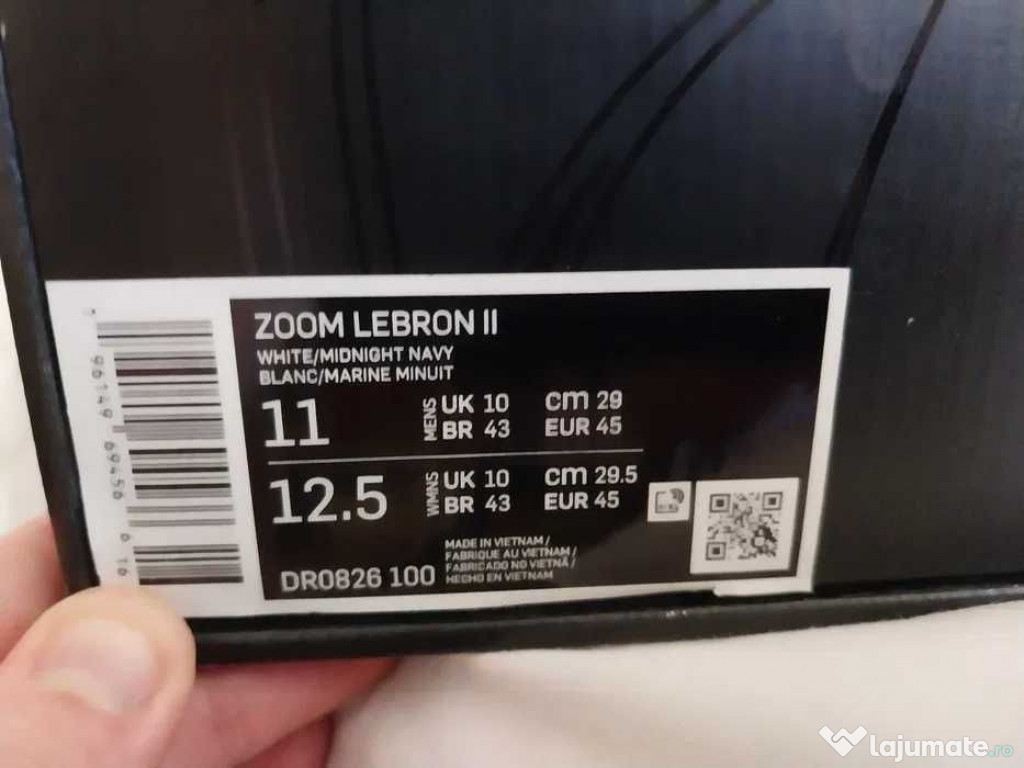 ZOOM LEBRON II
WHITE/MIDNIGHT NAVY
BLANC/MARINE MINUIT
11 MENS UK 10 cm 29
BR 43 EUR 45
12.5 WMNS UK 10 cm 29.5
BR 43 EUR 45
MADE IN VIETNAM /
FABRIQUE AU VIETNAM /
FABRICADO NO VIETNÃ /
HECHO EN VIETNAM
DR0826 100
lajumate.ro